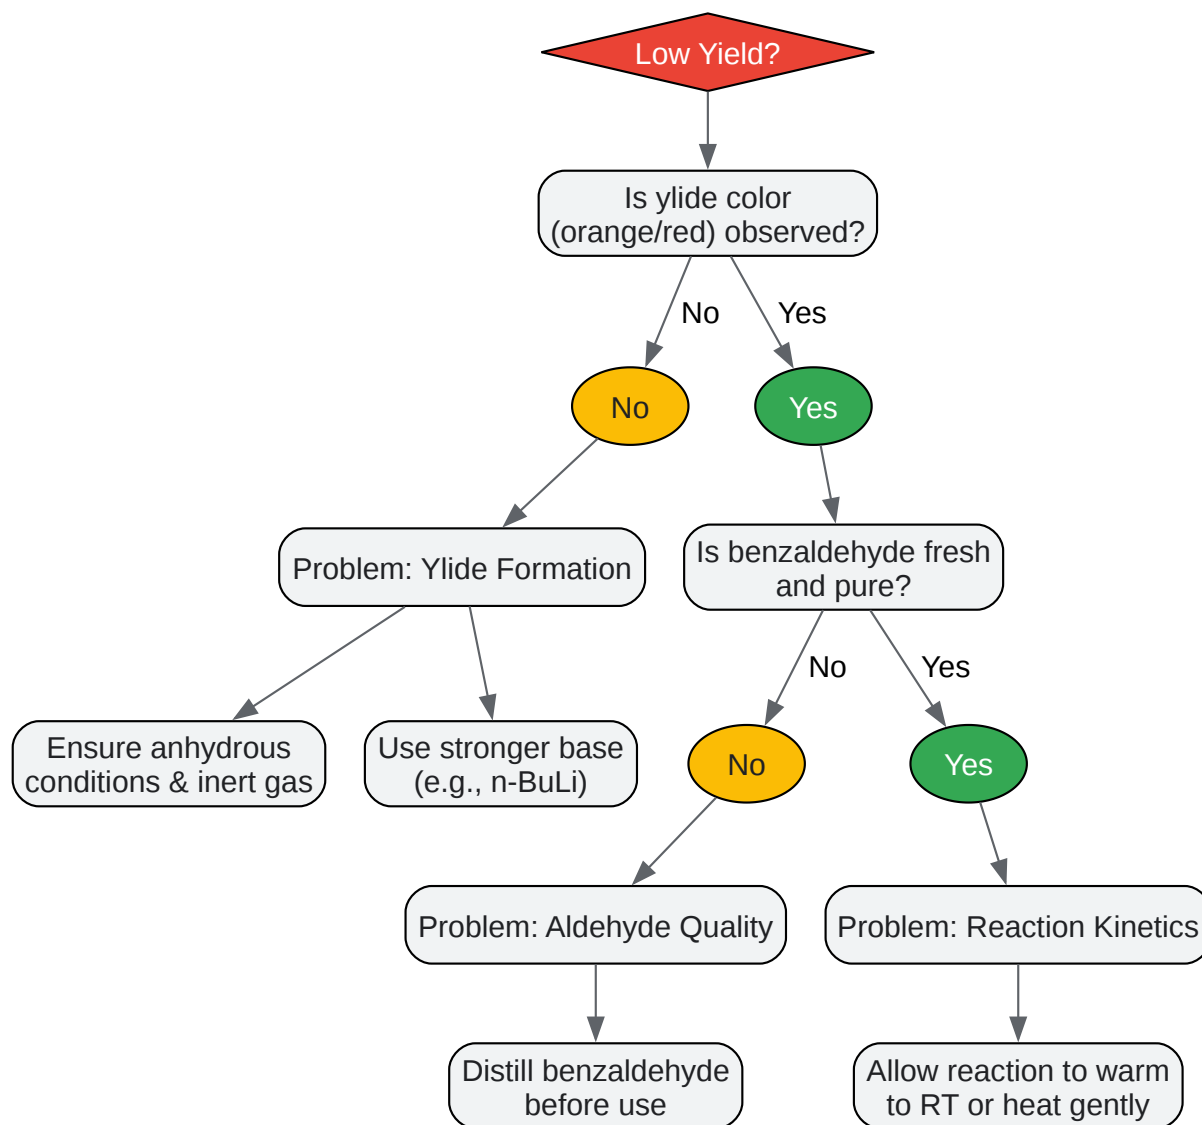 Low Yield?
Is ylide color
(orange/red) observed?
No
Yes
No
Yes
Problem: Ylide Formation
Is benzaldehyde fresh
and pure?
Ensure anhydrous
conditions & inert gas
Use stronger base
(e.g., n-BuLi)
No
Yes
No
Yes
Problem: Aldehyde Quality
Problem: Reaction Kinetics
Distill benzaldehyde
before use
Allow reaction to warm
to RT or heat gently